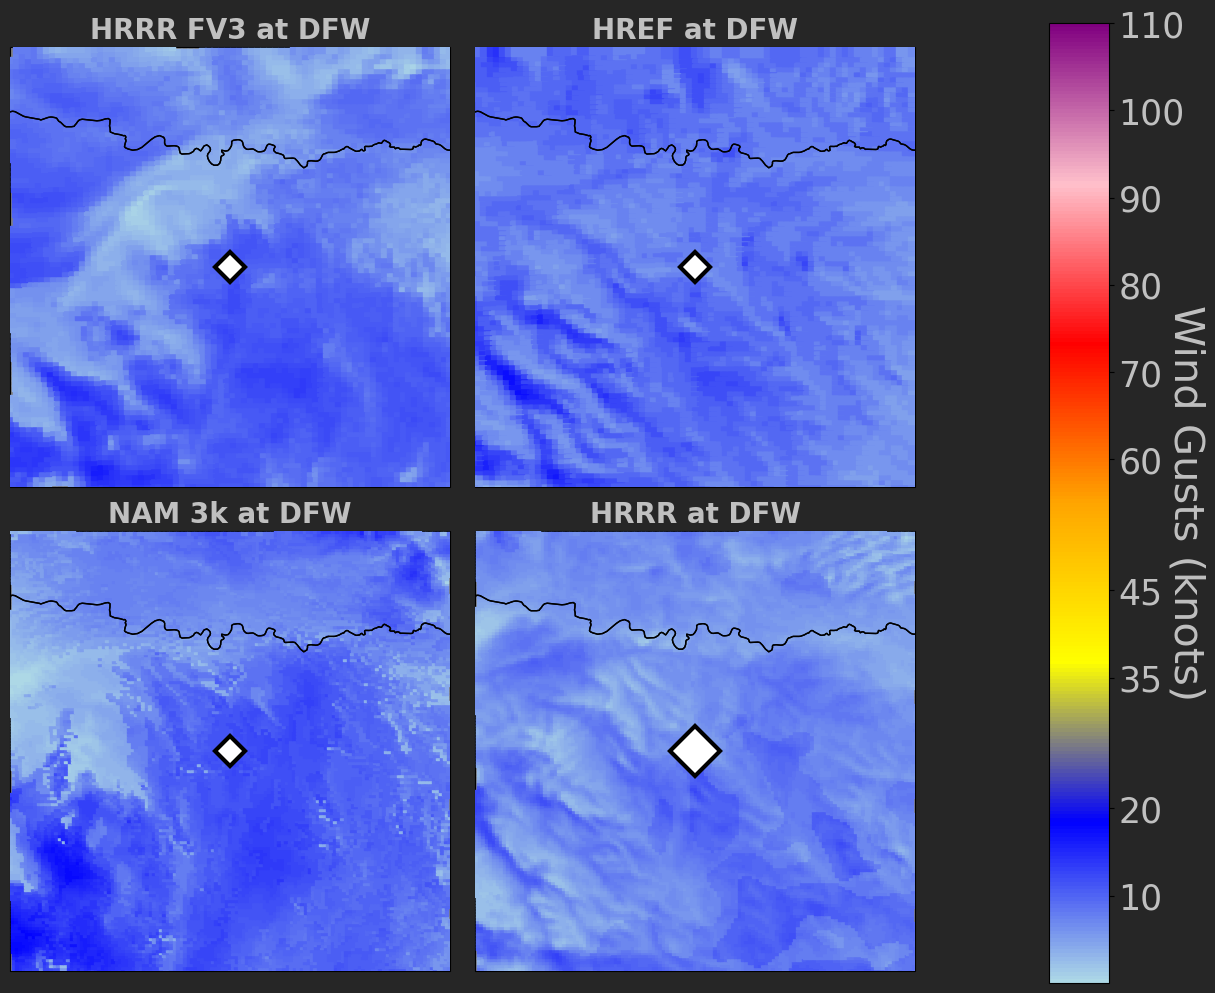 HRRR FV3 at DFW
HREF at DFW
NAM 3k at DFW
HRRR at DFW
110
100
90
80
70
60
45
35
20
10
Wind Gusts (knots)